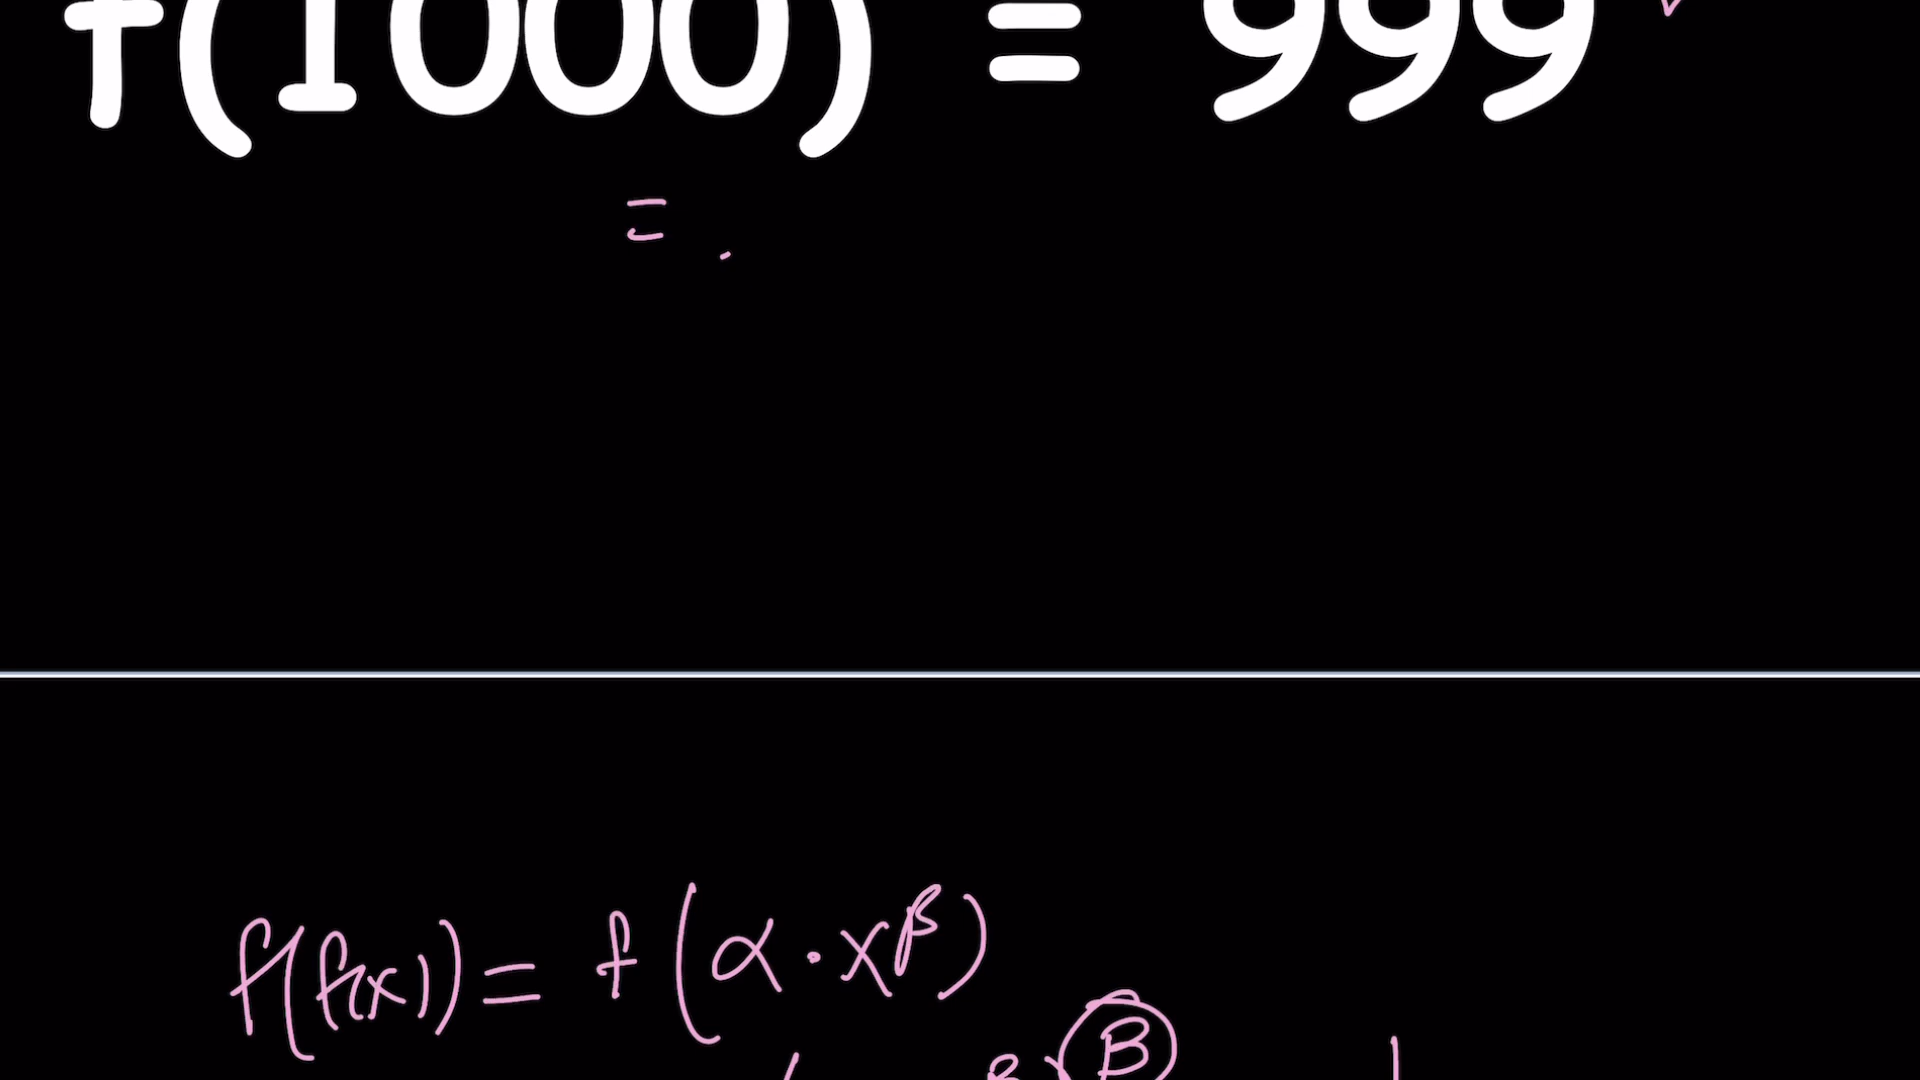 f(1000) = 999
= .
f(f(x)) = f(α · x^β)
β